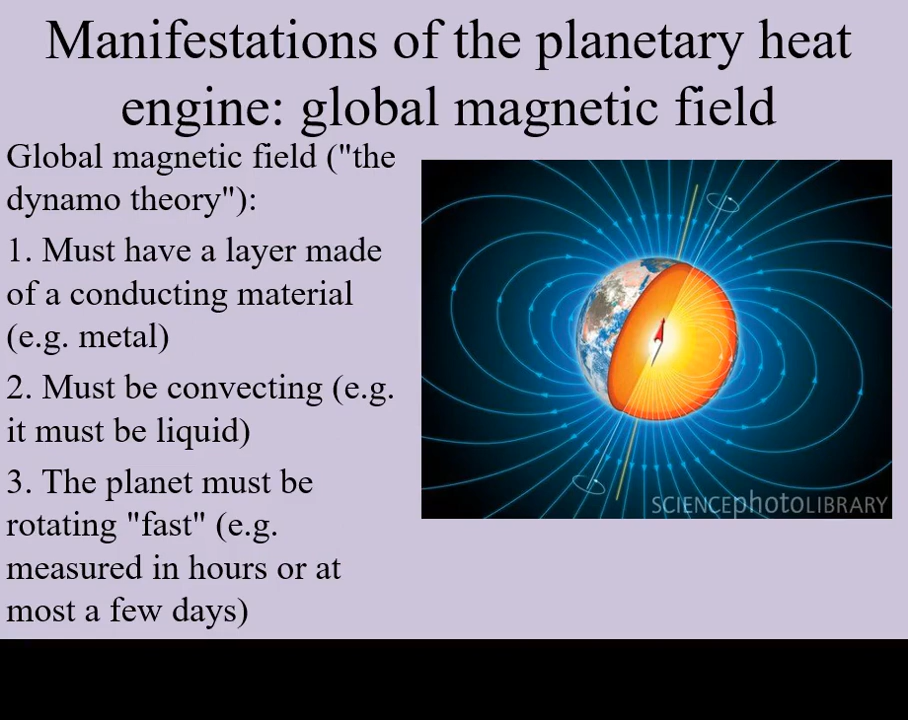 Manifestations of the planetary heat
engine: global magnetic field
Global magnetic field ("the
dynamo theory"):
1. Must have a layer made
of a conducting material
(e.g. metal)
2. Must be convecting (e.g.
it must be liquid)
3. The planet must be
rotating "fast" (e.g.
measured in hours or at
most a few days)
SCIENCEphotoLIBRARY